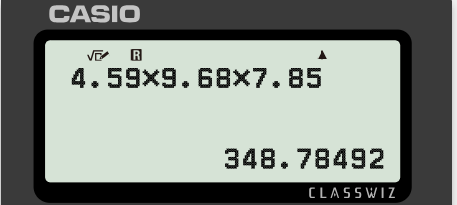 CASIO
√▱ R ▲
4.59×9.68×7.85
348.78492
CLASSWIZ